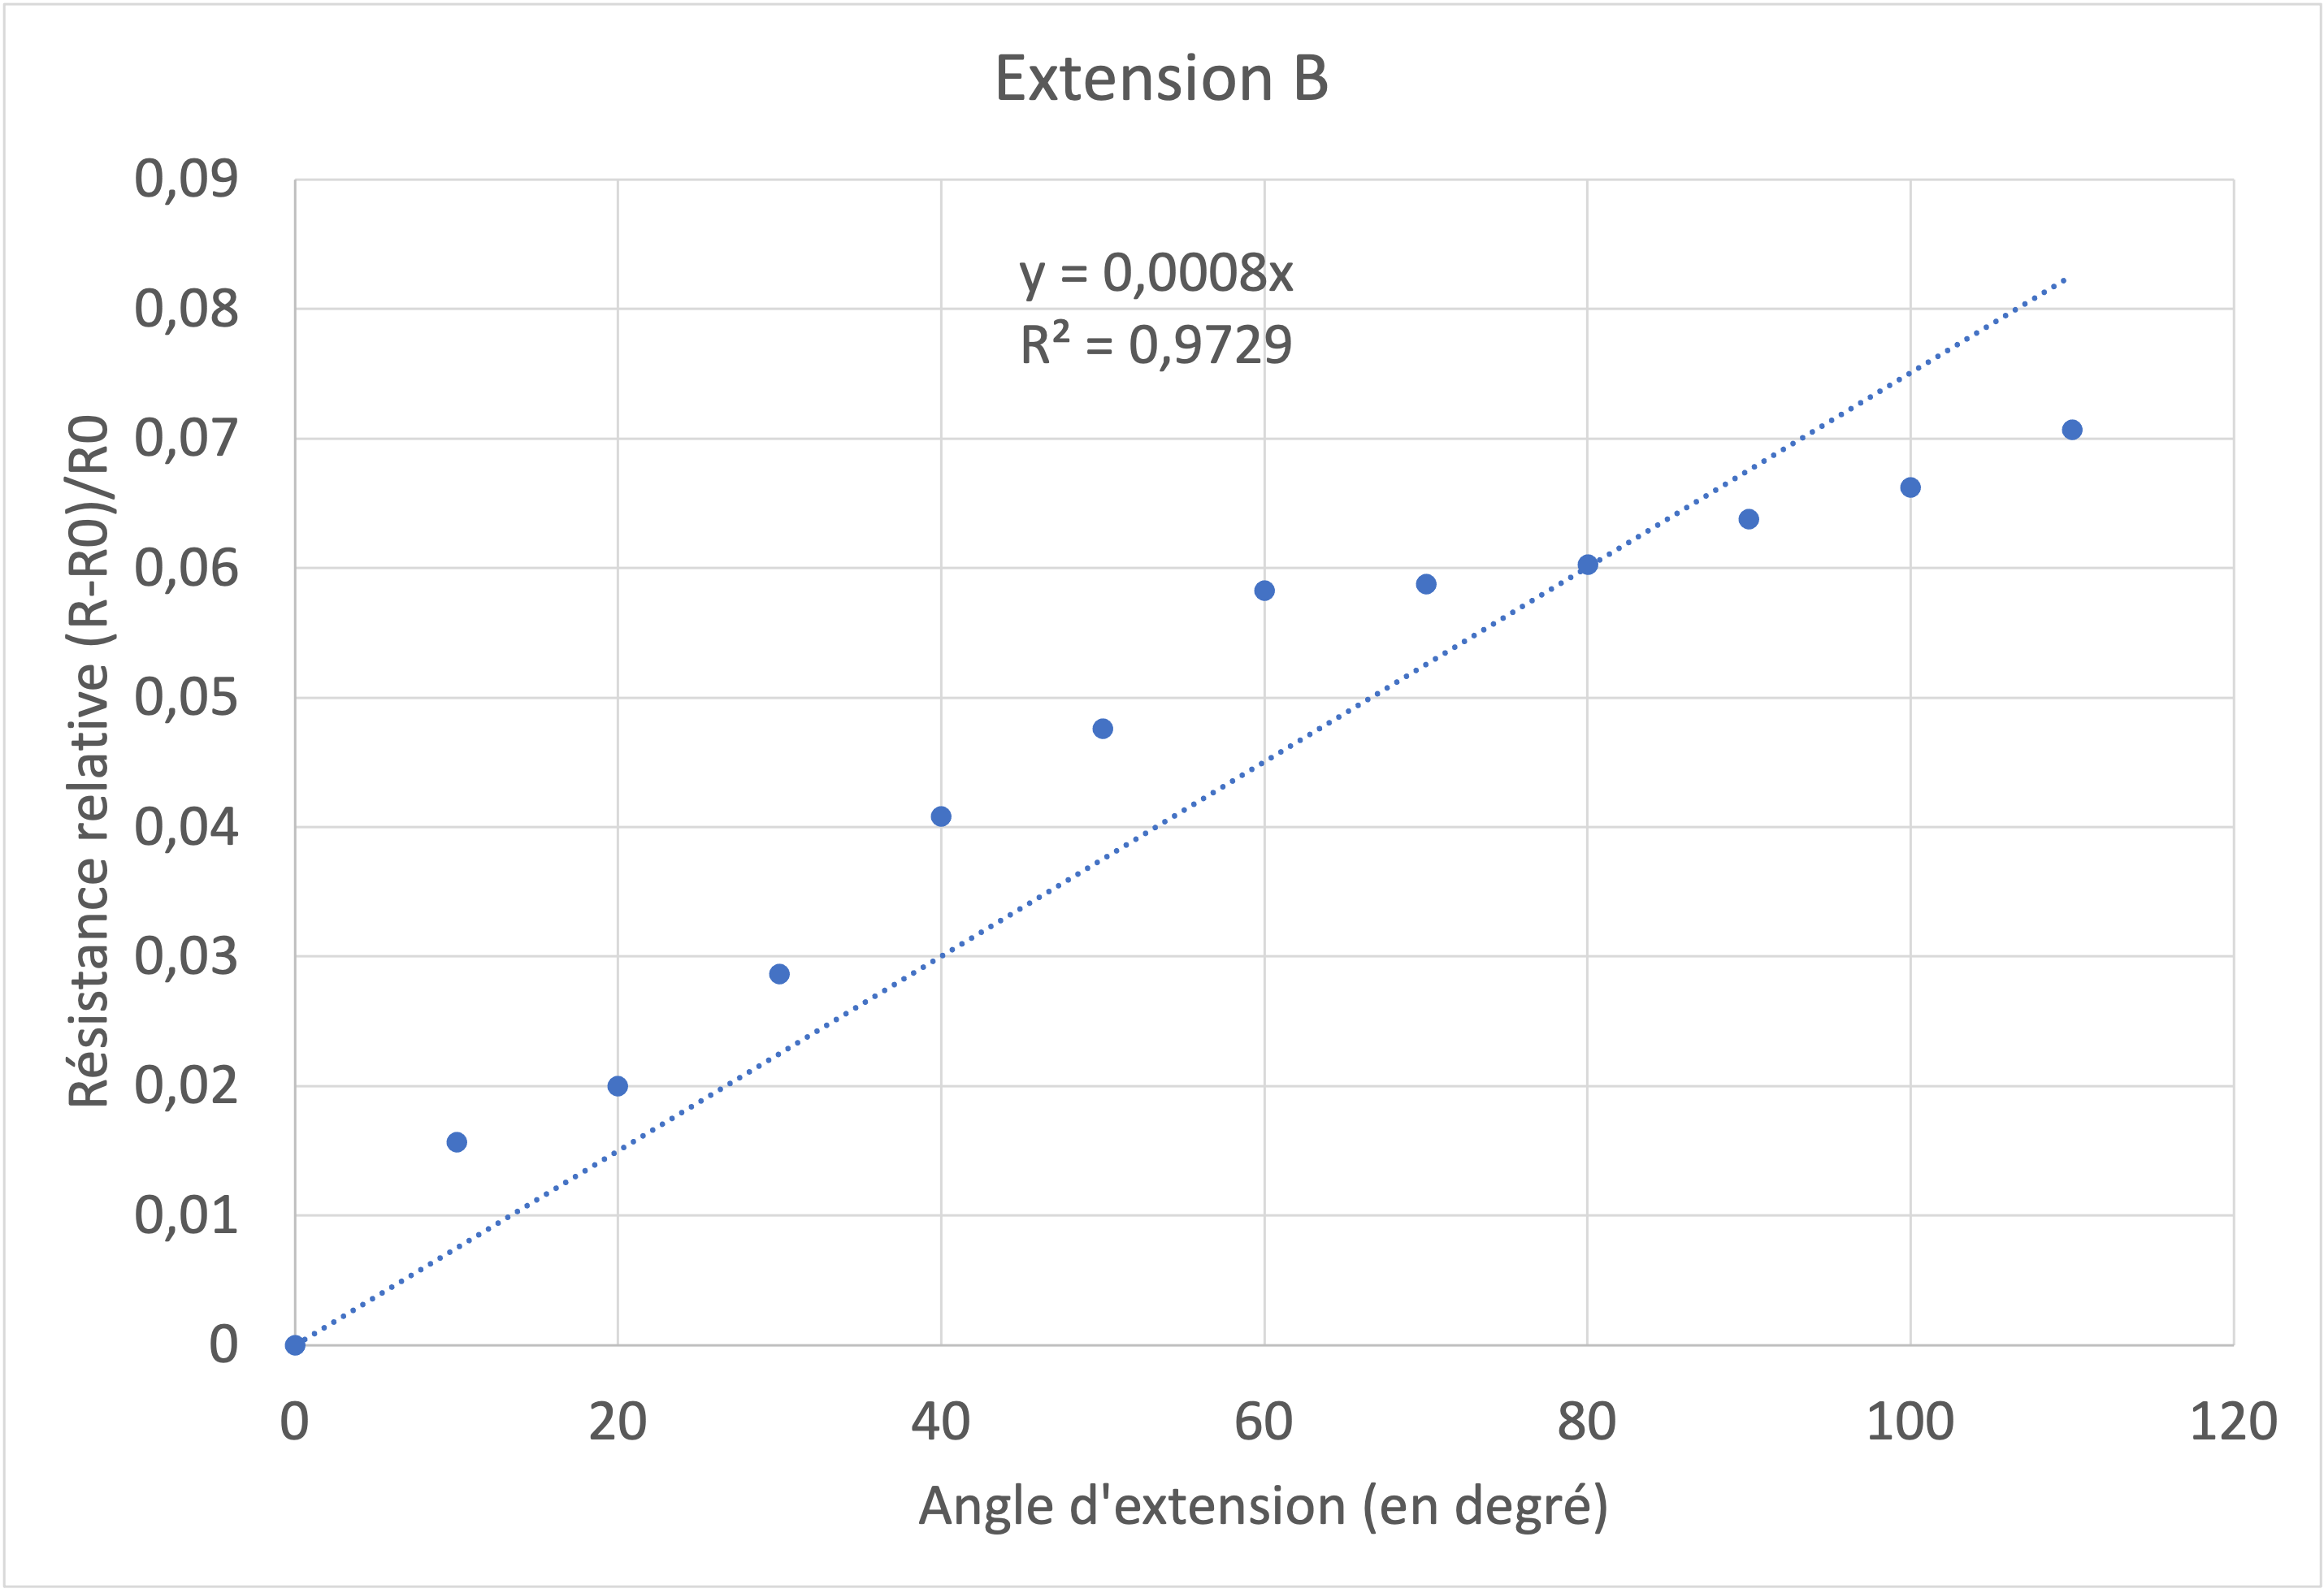 Extension B
y = 0,0008x
R² = 0,9729
Résistance relative (R-R0)/R0
0,09
0,08
0,07
0,06
0,05
0,04
0,03
0,02
0,01
0
0 20 40 60 80 100 120
Angle d'extension (en degré)